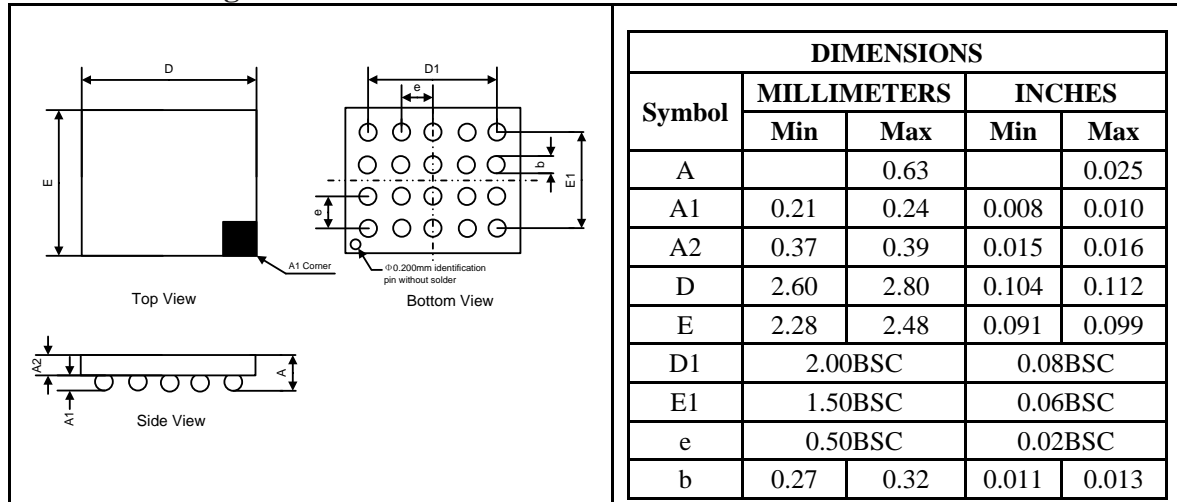 D
E
A1 Corner
Top View
D1
e
b
E1
e
Φ0.200mm identification
pin without solder
Bottom View
A2
A1
A
Side View
DIMENSIONS
Symbol MILLIMETERS INCHES
Min Max Min Max
A 0.63 0.025
A1 0.21 0.24 0.008 0.010
A2 0.37 0.39 0.015 0.016
D 2.60 2.80 0.104 0.112
E 2.28 2.48 0.091 0.099
D1 2.00BSC 0.08BSC
E1 1.50BSC 0.06BSC
e 0.50BSC 0.02BSC
b 0.27 0.32 0.011 0.013